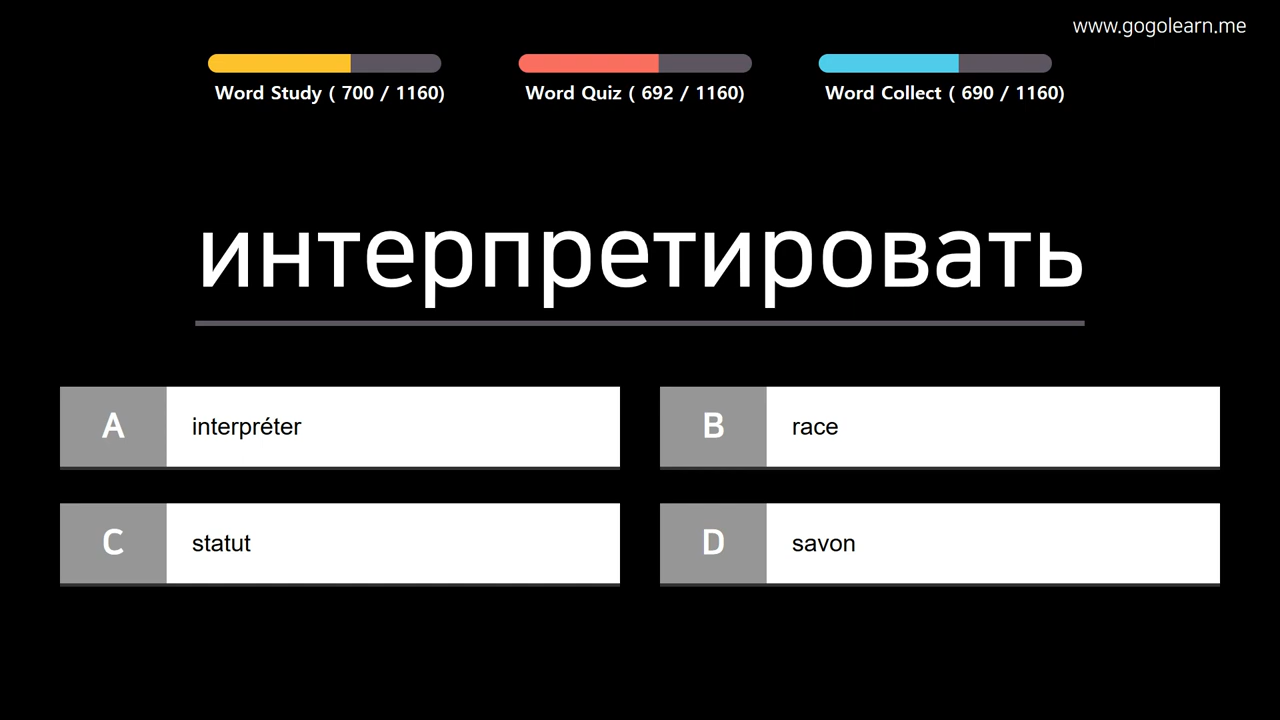 www.gogolearn.me
Word Study ( 700 / 1160)
Word Quiz ( 692 / 1160)
Word Collect ( 690 / 1160)
интерпретировать
A interpréter
B race
C statut
D savon